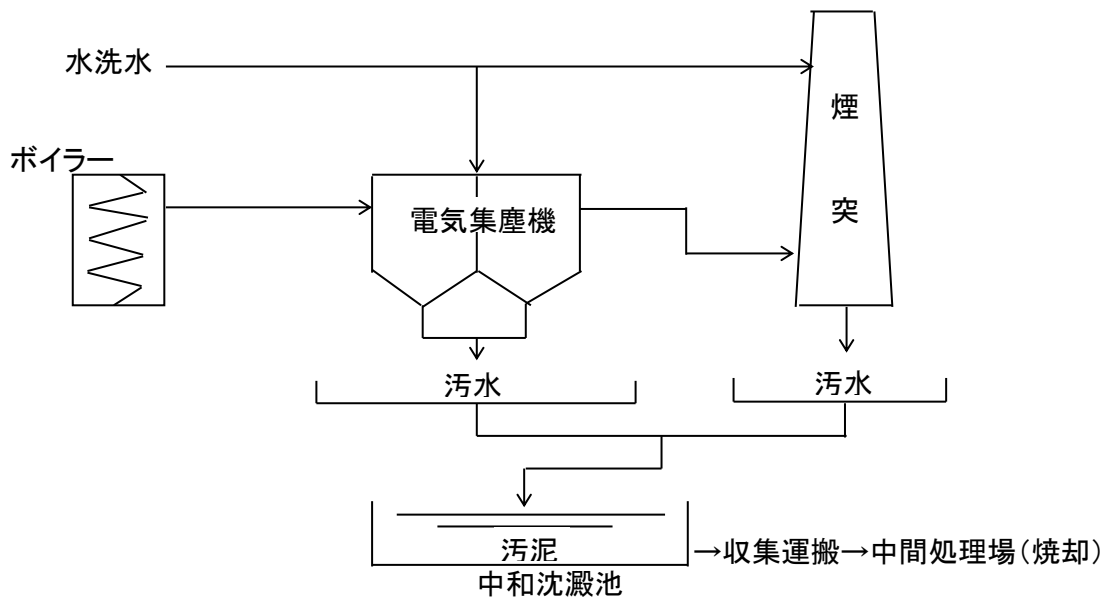 水洗水
煙
突
ボイラー
電気集塵機
汚水
汚水
汚泥
→収集運搬→中間処理場(焼却)
中和沈澱池